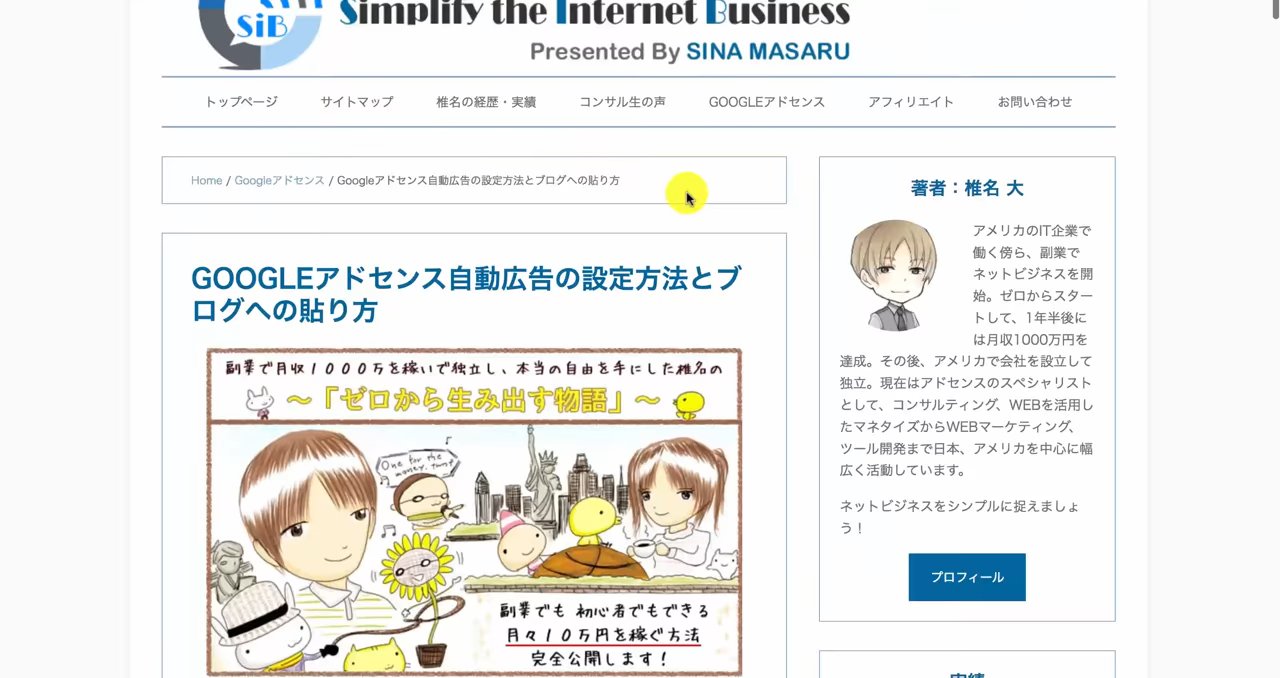 SiB
Simplify the Internet Business
Presented By SINA MASARU
トップページ
サイトマップ
椎名の経歴・実績
コンサル生の声
GOOGLEアドセンス
アフィリエイト
お問い合わせ
Home / Googleアドセンス / Googleアドセンス自動広告の設定方法とブログへの貼り方
GOOGLEアドセンス自動広告の設定方法とブ
ログへの貼り方
副業で月収1000万を稼いで独立し、本当の自由を手にした椎名の
～「ゼロから生み出す物語」～
One for the
money, two!
副業でも 初心者でもできる
月々10万円を稼ぐ方法
完全公開します！
著者：椎名 大
アメリカのIT企業で
働く傍ら、副業で
ネットビジネスを開
始。ゼロからスター
トして、1年半後に
は月収1000万円を
達成。その後、アメリカで会社を設立して
独立。現在はアドセンスのスペシャリスト
として、コンサルティング、WEBを活用し
たマネタイズからWEBマーケティング、
ツール開発まで日本、アメリカを中心に幅
広く活動しています。
ネットビジネスをシンプルに捉えましょ
う！
プロフィール
実績